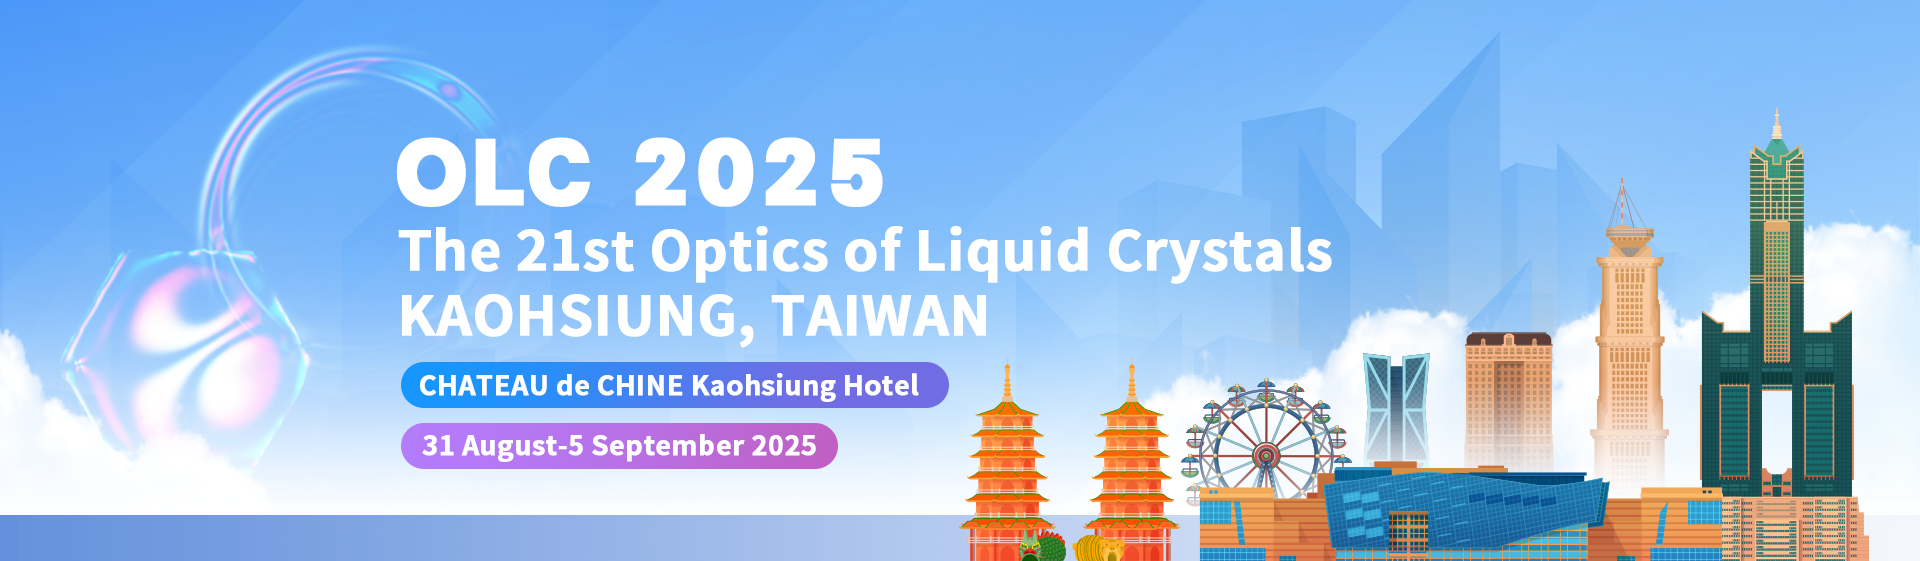 OLC 2025
The 21st Optics of Liquid Crystals
KAOHSIUNG, TAIWAN
CHATEAU de CHINE Kaohsiung Hotel
31 August-5 September 2025